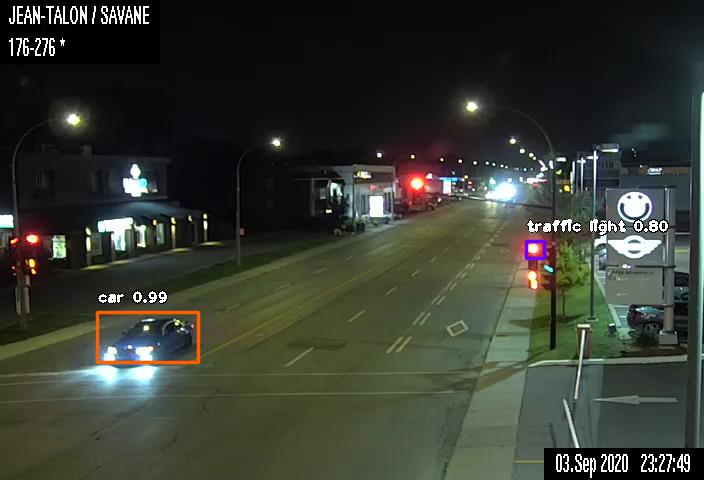 JEAN-TALON / SAVANE
176-276 *
traffic light 0.80
car 0.99
03.Sep 2020 23:27:49